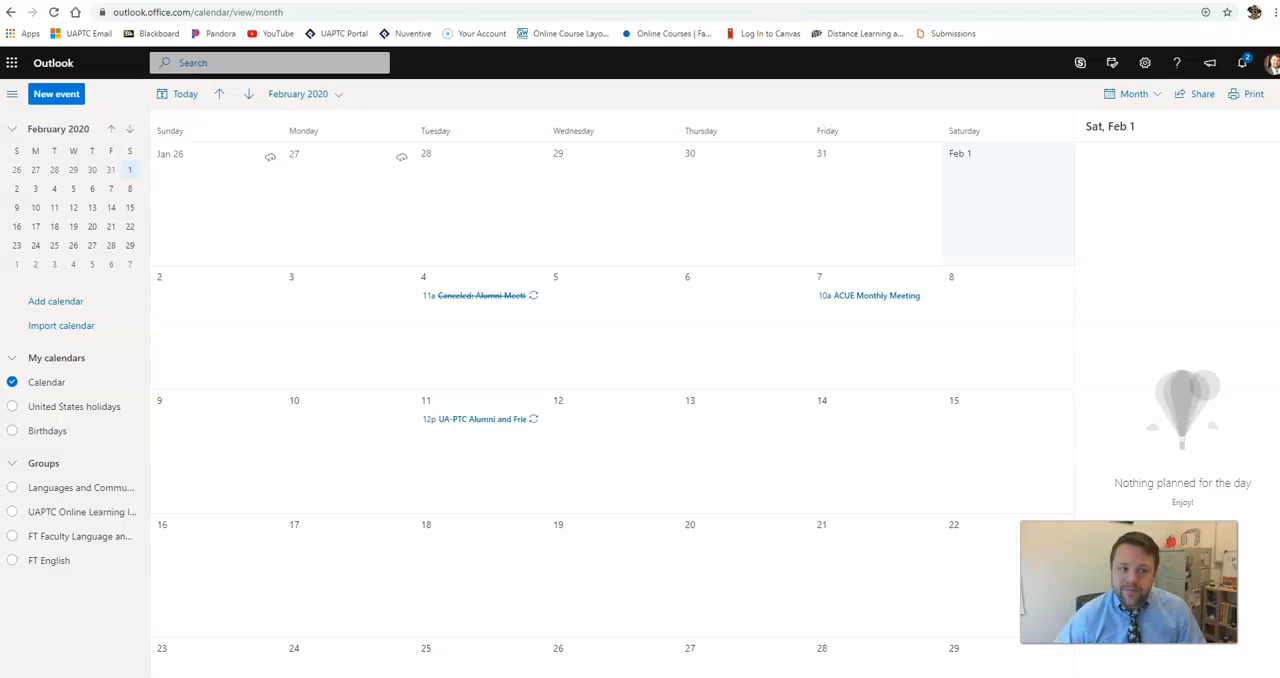 outlook.office.com/calendar/view/month
Apps UAPTC Email Blackboard Pandora YouTube UAPTC Portal Nuventive Your Account Online Course Layo... Online Courses | Fa... Log In to Canvas Distance Learning a... Submissions
Outlook Search 2
New event Today February 2020 Month Share Print
February 2020
S M T W T F S
26 27 28 29 30 31 1
2 3 4 5 6 7 8
9 10 11 12 13 14 15
16 17 18 19 20 21 22
23 24 25 26 27 28 29
1 2 3 4 5 6 7
Add calendar
Import calendar
My calendars
Calendar
United States holidays
Birthdays
Groups
Languages and Commu...
UAPTC Online Learning I...
FT Faculty Language an...
FT English
Sunday Monday Tuesday Wednesday Thursday Friday Saturday
Jan 26 27 28 29 30 31 Feb 1
2 3 4 5 6 7 8
11a Canceled: Alumni Meeti 10a ACUE Monthly Meeting
9 10 11 12 13 14 15
12p UA-PTC Alumni and Frie
16 17 18 19 20 21 22
23 24 25 26 27 28 29
Sat, Feb 1
Nothing planned for the day
Enjoy!